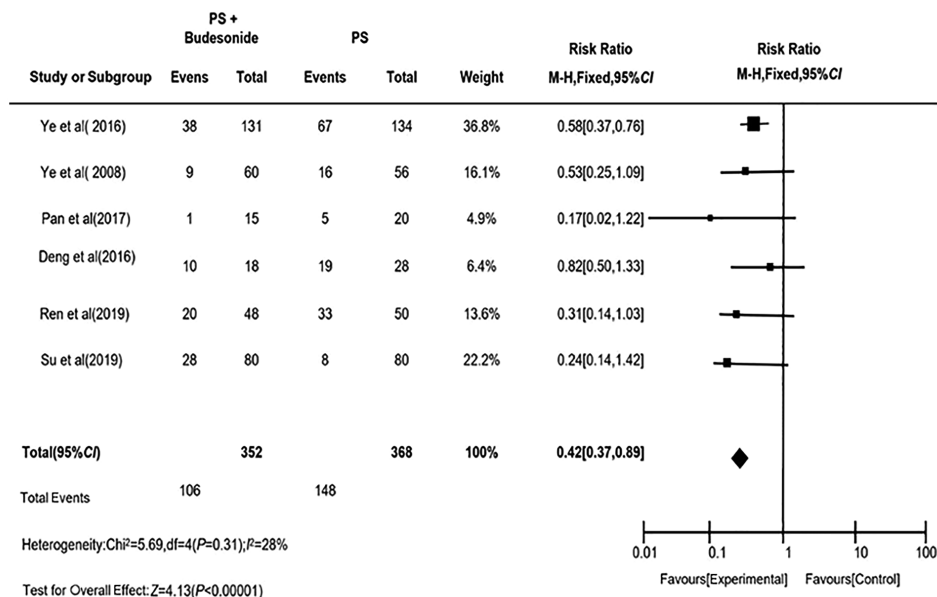 PS +
Budesonide PS Risk Ratio Risk Ratio
Study or Subgroup Evens Total Events Total Weight M-H,Fixed,95%CI M-H,Fixed,95%CI
Ye et al( 2016) 38 131 67 134 36.8% 0.58[0.37,0.76]
Ye et al( 2008) 9 60 16 56 16.1% 0.53(0.25,1.09]
Pan et al(2017) 1 15 5 20 4.9% 0.17[0.02,1.22]
Deng et al(2016) 10 18 19 28 6.4% 0.82[0.50,1.33]
Ren et al(2019) 20 48 33 50 13.6% 0.31[0.14,1.03]
Su et al(2019) 28 80 8 80 22.2% 0.24[0.14,1.42]
Total(95%CI) 352 368 100% 0.42[0.37,0.89]
Total Events 106 148
Heterogeneity:Chi²=5.69,df=4(P=0.31);I²=28%
Test for Overall Effect:Z=4.13(P<0.00001)
0.01 0.1 1 10 100
Favours[Experimental] Favours[Control]